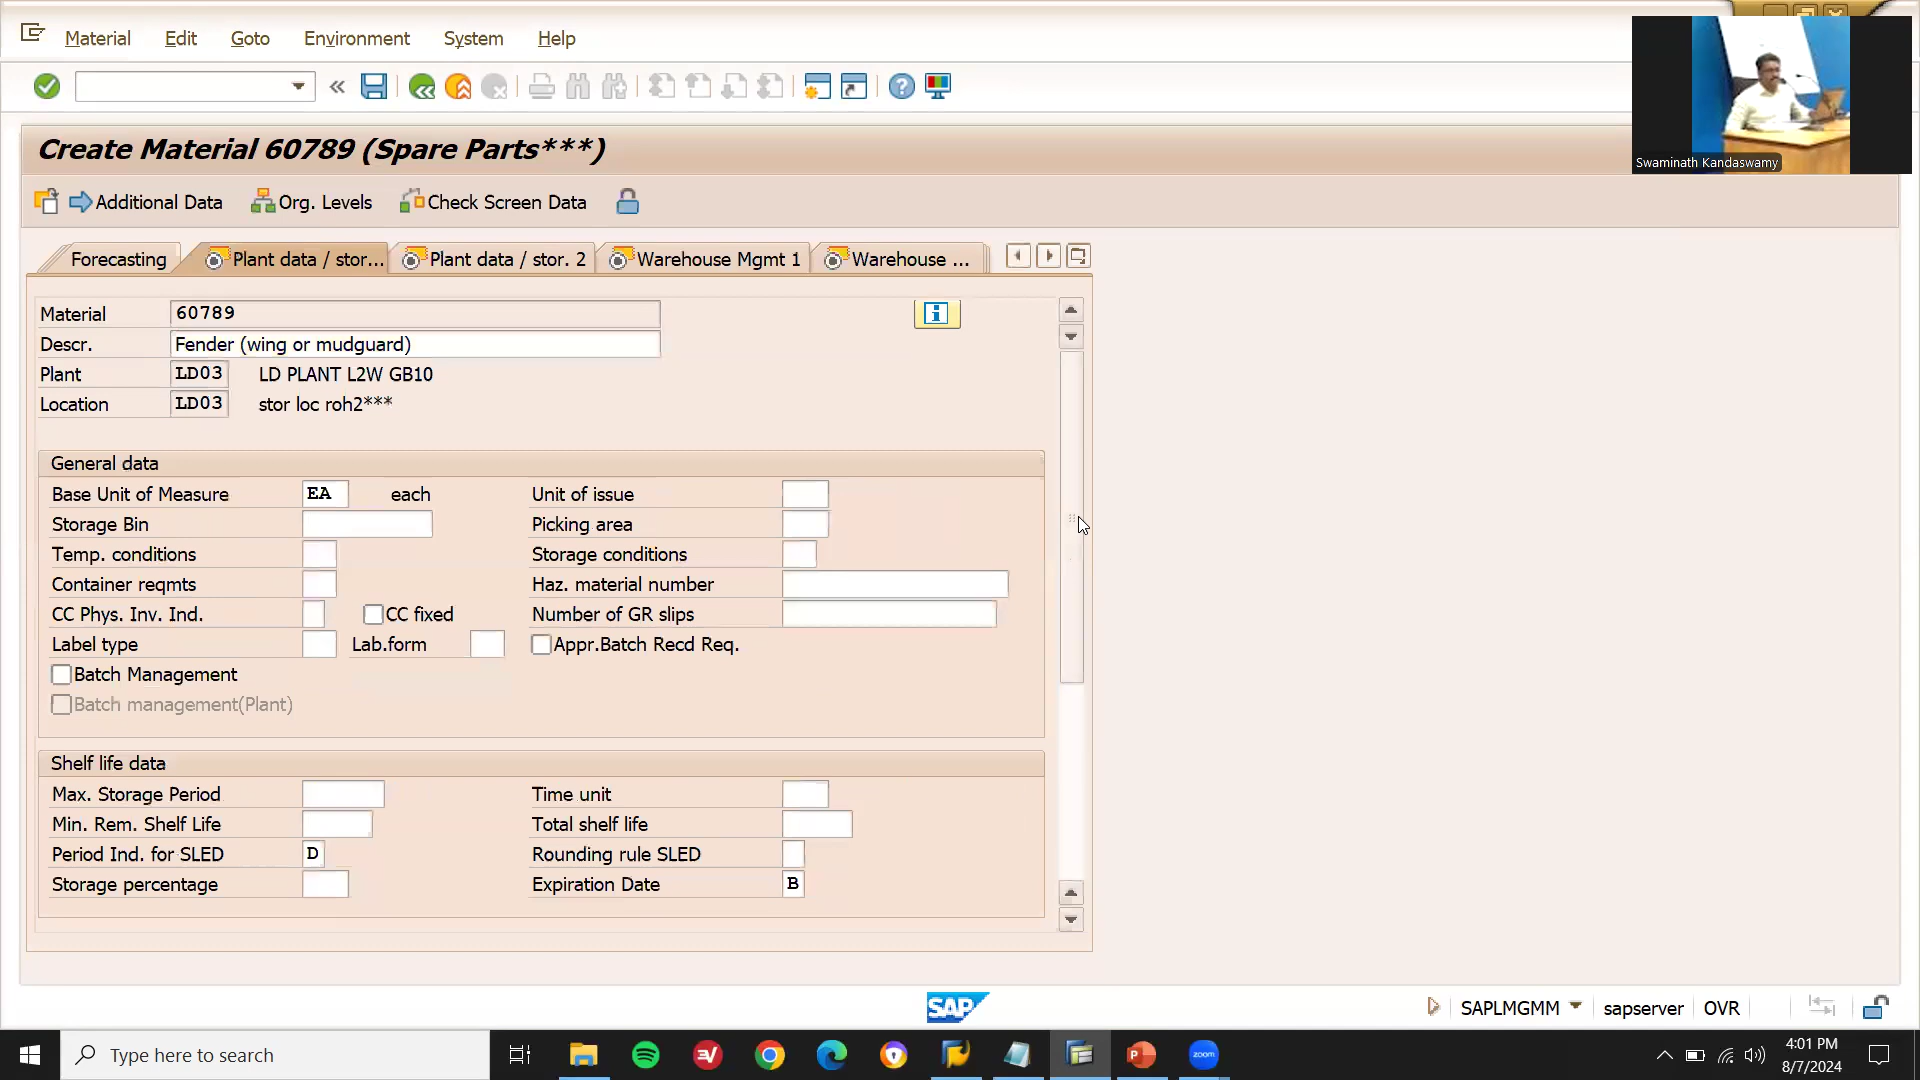 Material Edit Goto Environment System Help
Swaminath Kandaswamy
Create Material 60789 (Spare Parts***)
Additional Data Org. Levels Check Screen Data
Forecasting Plant data / stor... Plant data / stor. 2 Warehouse Mgmt 1 Warehouse ...
Material 60789
Descr. Fender (wing or mudguard)
Plant LD03 LD PLANT L2W GB10
Location LD03 stor loc roh2***
General data
Base Unit of Measure EA each Unit of issue
Storage Bin Picking area
Temp. conditions Storage conditions
Container reqmts Haz. material number
CC Phys. Inv. Ind. CC fixed Number of GR slips
Label type Lab.form Appr.Batch Recd Req.
Batch Management
Batch management(Plant)
Shelf life data
Max. Storage Period Time unit
Min. Rem. Shelf Life Total shelf life
Period Ind. for SLED D Rounding rule SLED
Storage percentage Expiration Date B
SAP SAPLMGMM sapserver OVR
Type here to search zoom 4:01 PM
8/7/2024